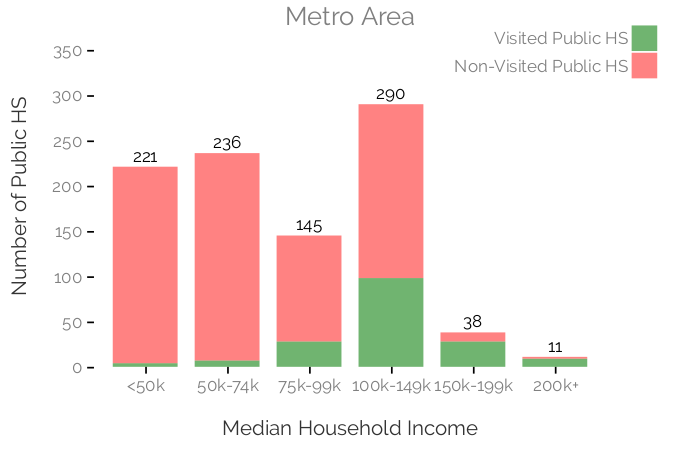 Metro Area
Visited Public HS
Non-Visited Public HS
Number of Public HS
350
300
250
200
150
100
50
0
221
236
145
290
38
11
<50k
50k-74k
75k-99k
100k-149k
150k-199k
200k+
Median Household Income